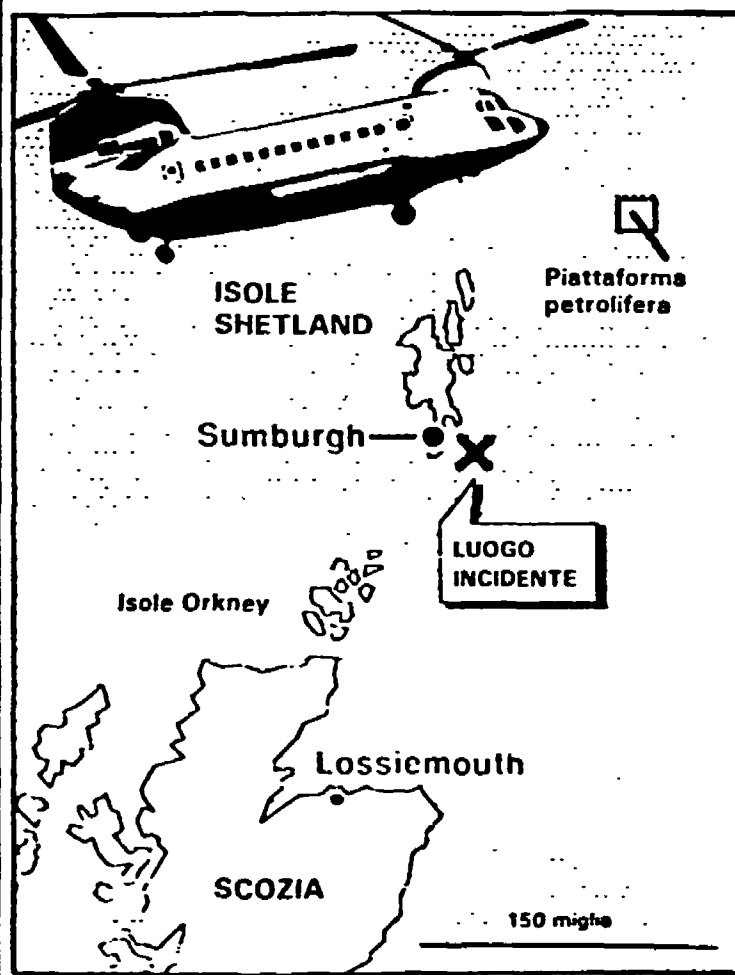 ISOLE
SHETLAND
Piattaforma
petrolifera
Sumburgh
LUOGO
INCIDENTE
Isole Orkney
Lossiemouth
SCOZIA
150 miglia